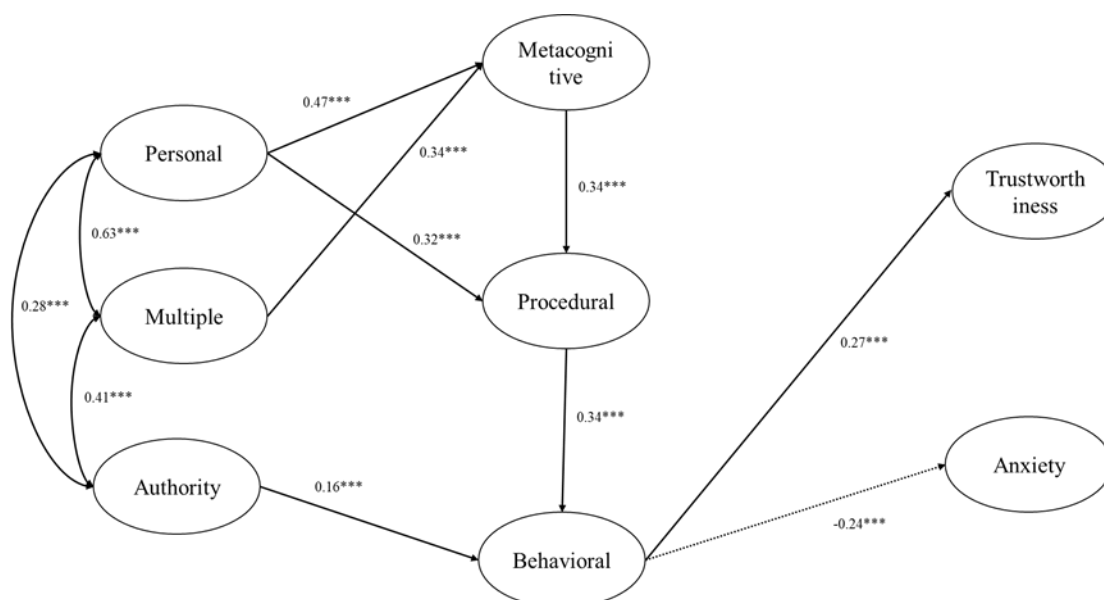 Metacogni
tive
0.47***
Personal
0.34***
Trustworth
iness
0.34***
0.63***
0.32***
Procedural
0.28***
Multiple
0.27***
0.41***
0.34***
Anxiety
Authority
0.16***
-0.24***
Behavioral